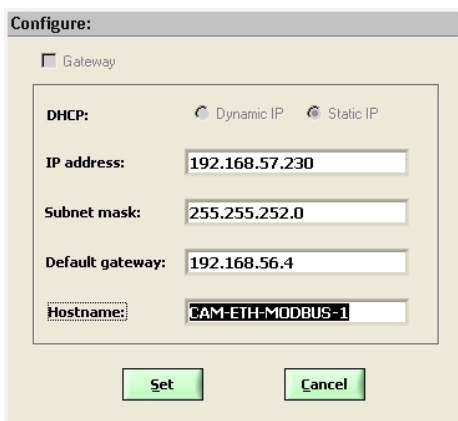 Configure:
Gateway
DHCP: Dynamic IP Static IP
IP address: 192.168.57.230
Subnet mask: 255.255.252.0
Default gateway: 192.168.56.4
Hostname: CAM-ETH-MODBUS-1
Set Cancel